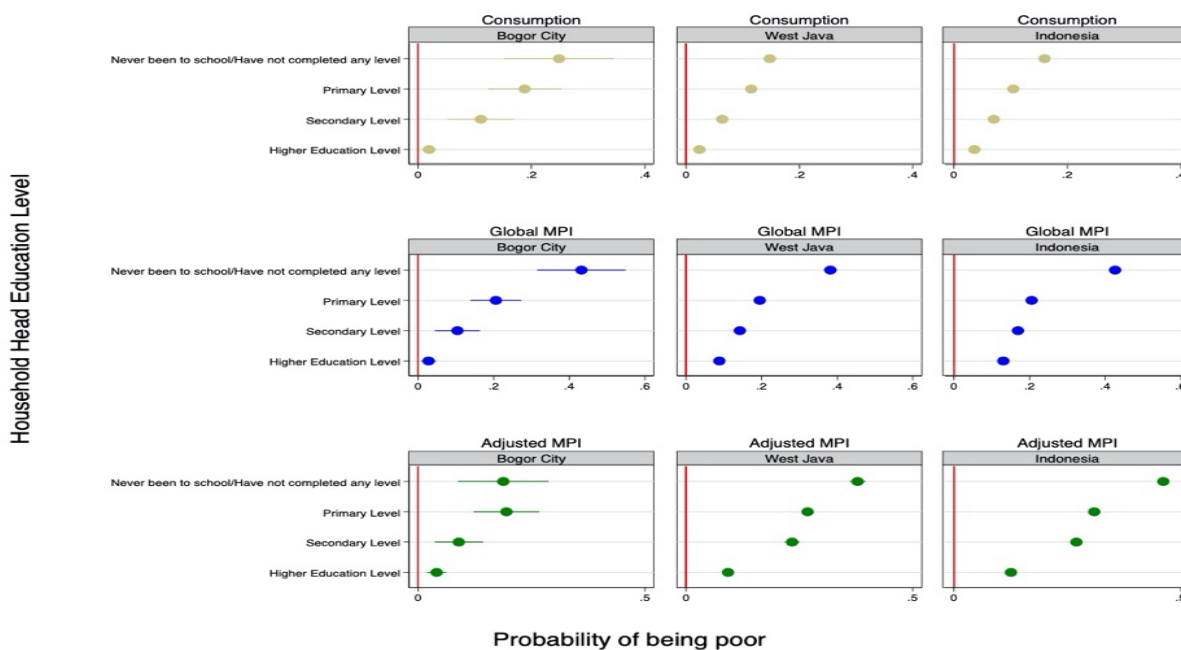 Household Head Education Level
Consumption Consumption Consumption
Bogor City West Java Indonesia
Never been to school/Have not completed any level
Primary Level
Secondary Level
Higher Education Level
0 .2 .4 0 .2 .4 0 .2 .4
Global MPI Global MPI Global MPI
Bogor City West Java Indonesia
Never been to school/Have not completed any level
Primary Level
Secondary Level
Higher Education Level
0 .2 .4 .6 0 .2 .4 .6 0 .2 .4 .6
Adjusted MPI Adjusted MPI Adjusted MPI
Bogor City West Java Indonesia
Never been to school/Have not completed any level
Primary Level
Secondary Level
Higher Education Level
0 .5 0 .5 0 .5
Probability of being poor